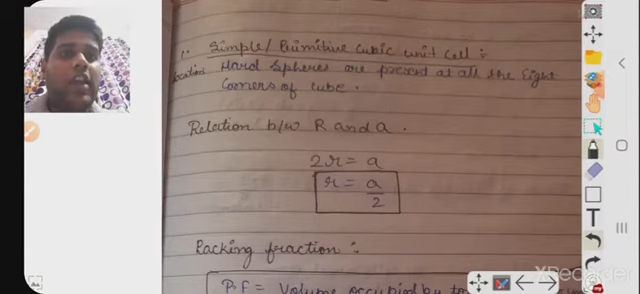 1. Simple/Primitive cubic unit cell :-
location Hard Spheres are present at all the Eight
Corners of cube.
Relation b/w R and a.
2r = a
r = a/2
Packing fraction :-
P.F = Volume occupied by
T
XRecorder